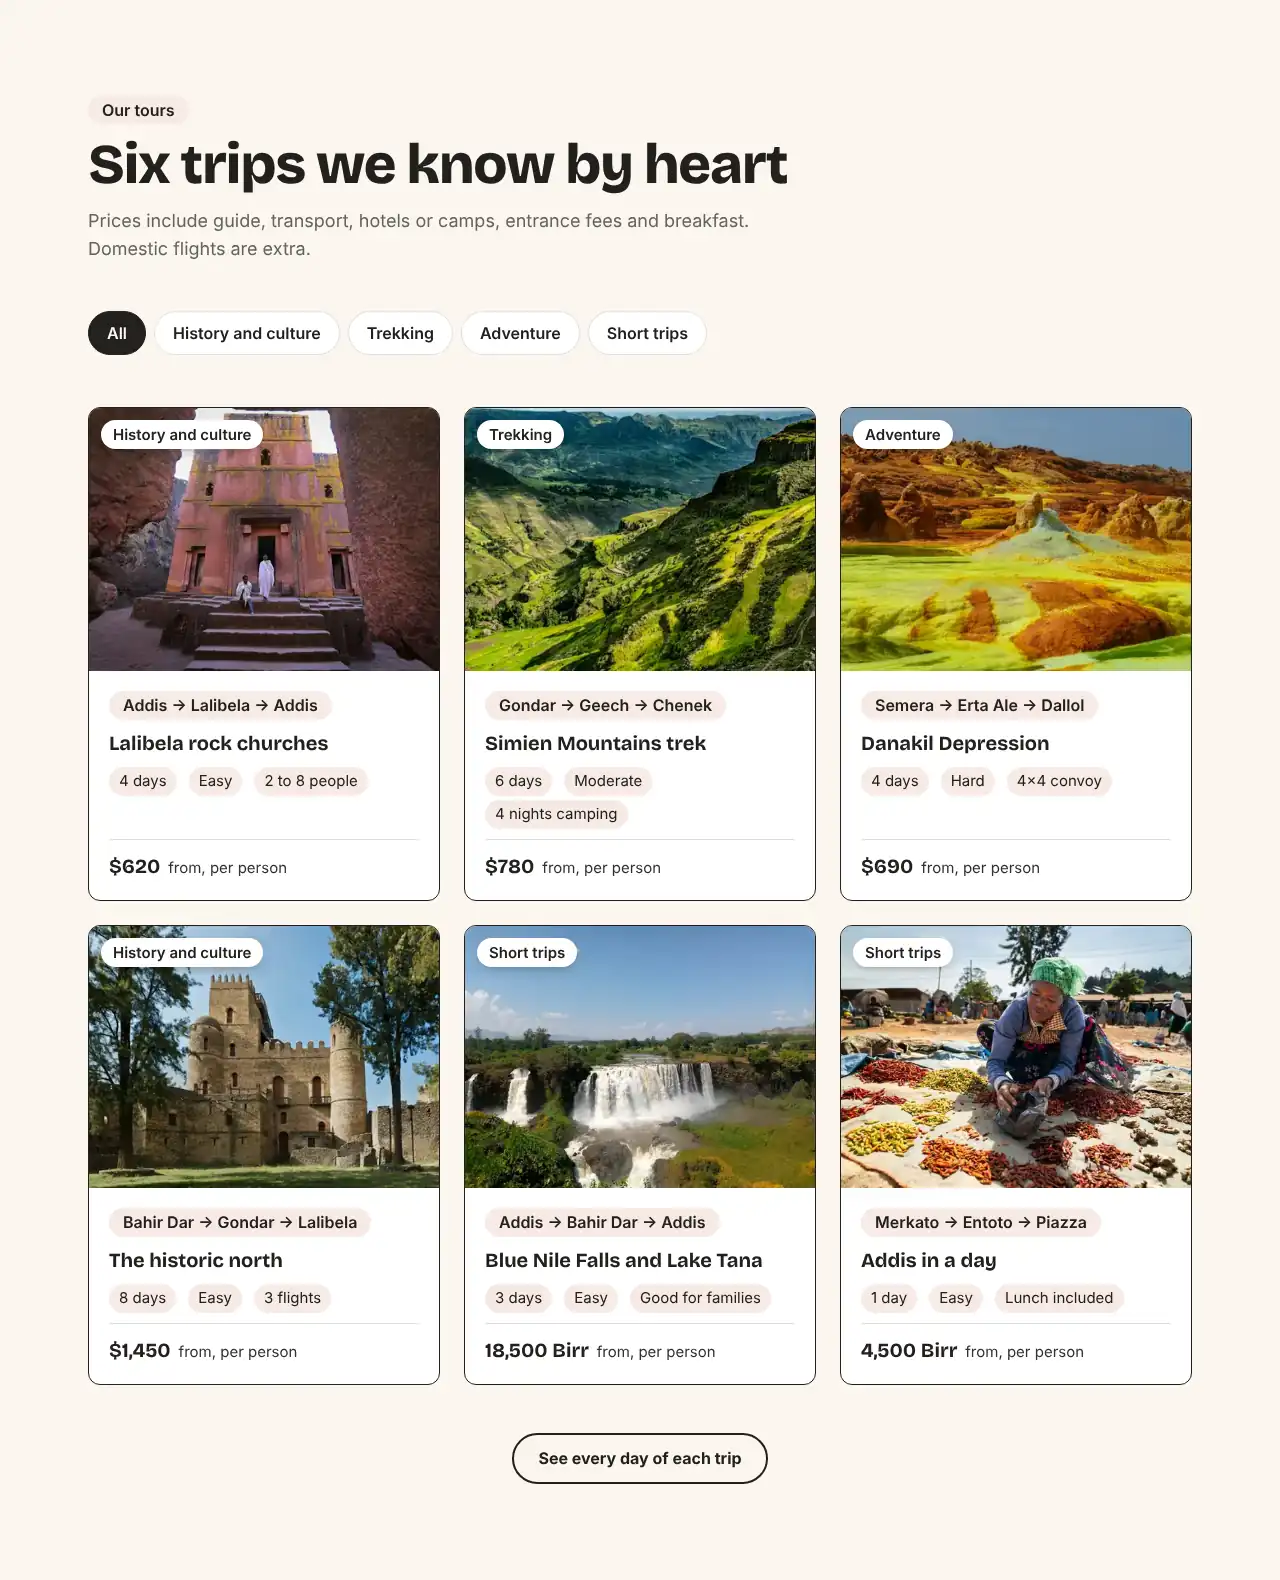 Our tours
Six trips we know by heart
Prices include guide, transport, hotels or camps, entrance fees and breakfast.
Domestic flights are extra.
All
History and culture
Trekking
Adventure
Short trips
History and culture
Addis → Lalibela → Addis
Lalibela rock churches
4 days
Easy
2 to 8 people
$620 from, per person
Trekking
Gondar → Geech → Chenek
Simien Mountains trek
6 days
Moderate
4 nights camping
$780 from, per person
Adventure
Semera → Erta Ale → Dallol
Danakil Depression
4 days
Hard
4×4 convoy
$690 from, per person
History and culture
Bahir Dar → Gondar → Lalibela
The historic north
8 days
Easy
3 flights
$1,450 from, per person
Short trips
Addis → Bahir Dar → Addis
Blue Nile Falls and Lake Tana
3 days
Easy
Good for families
18,500 Birr from, per person
Short trips
Merkato → Entoto → Piazza
Addis in a day
1 day
Easy
Lunch included
4,500 Birr from, per person
See every day of each trip